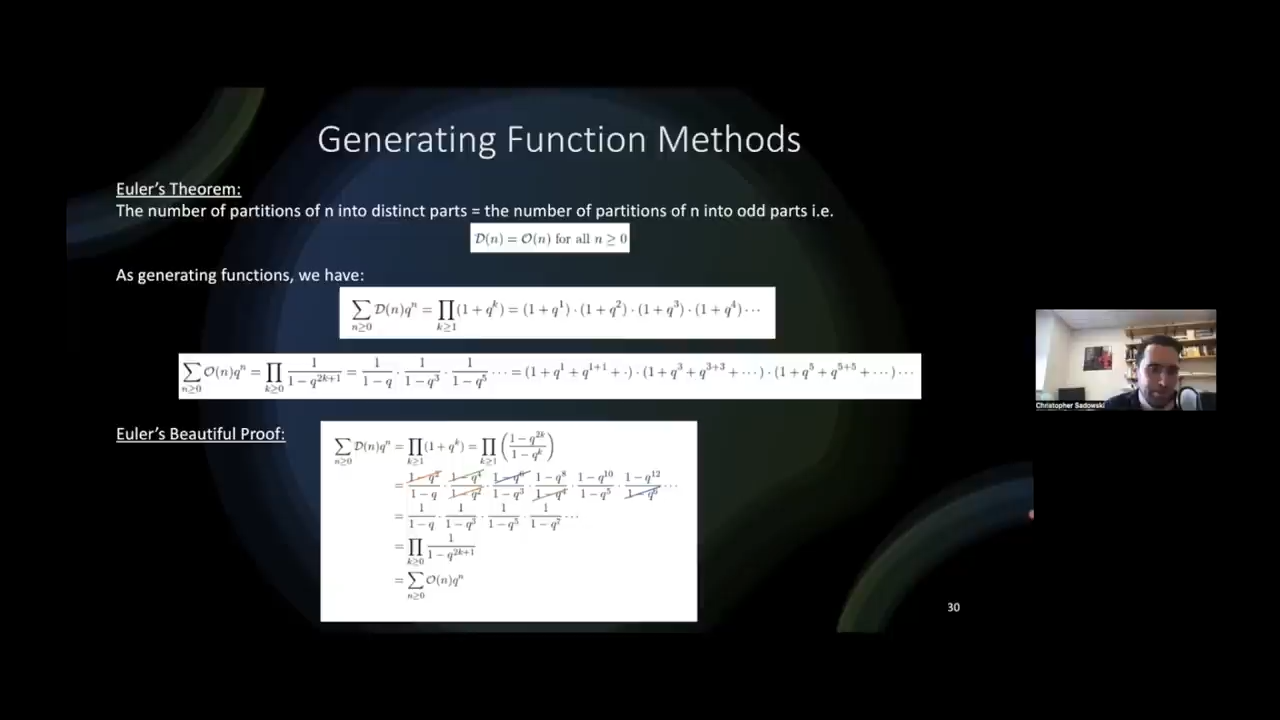 Generating Function Methods
Euler's Theorem:
The number of partitions of n into distinct parts = the number of partitions of n into odd parts i.e.
𝒟(n) = 𝒪(n) for all n ≥ 0
As generating functions, we have:
∑_{n≥0} 𝒟(n)qⁿ = ∏_{k≥1} (1 + q^k) = (1 + q^1) · (1 + q^2) · (1 + q^3) · (1 + q^4) ⋯
∑_{n≥0} 𝒪(n)qⁿ = ∏_{k≥0} 1/(1 − q^{2k+1}) = 1/(1 − q) · 1/(1 − q^3) · 1/(1 − q^5) ⋯ = (1 + q^1 + q^{1+1} + ·) · (1 + q^3 + q^{3+3} + ⋯) · (1 + q^5 + q^{5+5} + ⋯) ⋯
Euler's Beautiful Proof:
∑_{n≥0} 𝒟(n)qⁿ = ∏_{k≥1} (1 + q^k) = ∏_{k≥1} ((1 − q^{2k})/(1 − q^k))
= (1 − q^2)/(1 − q) · (1 − q^4)/(1 − q^2) · (1 − q^6)/(1 − q^3) · (1 − q^8)/(1 − q^4) · (1 − q^{10})/(1 − q^5) · (1 − q^{12})/(1 − q^6) ⋯
= 1/(1 − q) · 1/(1 − q^3) · 1/(1 − q^5) · 1/(1 − q^7) ⋯
= ∏_{k≥0} 1/(1 − q^{2k+1})
= ∑_{n≥0} 𝒪(n)qⁿ
Christopher Sadowski
30